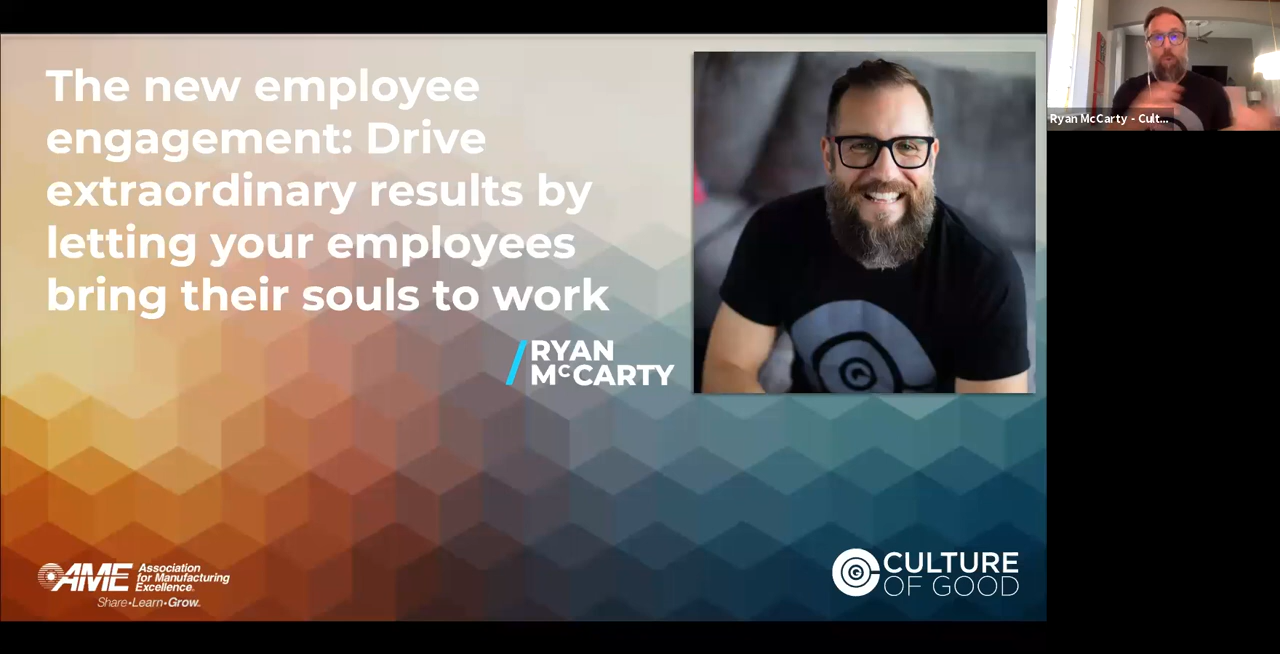 The new employee
engagement: Drive
extraordinary results by
letting your employees
bring their souls to work
RYAN
McCARTY
Ryan McCarty - Cult...
AME Association
for Manufacturing
Excellence.
Share•Learn•Grow.
CULTURE
OF GOOD